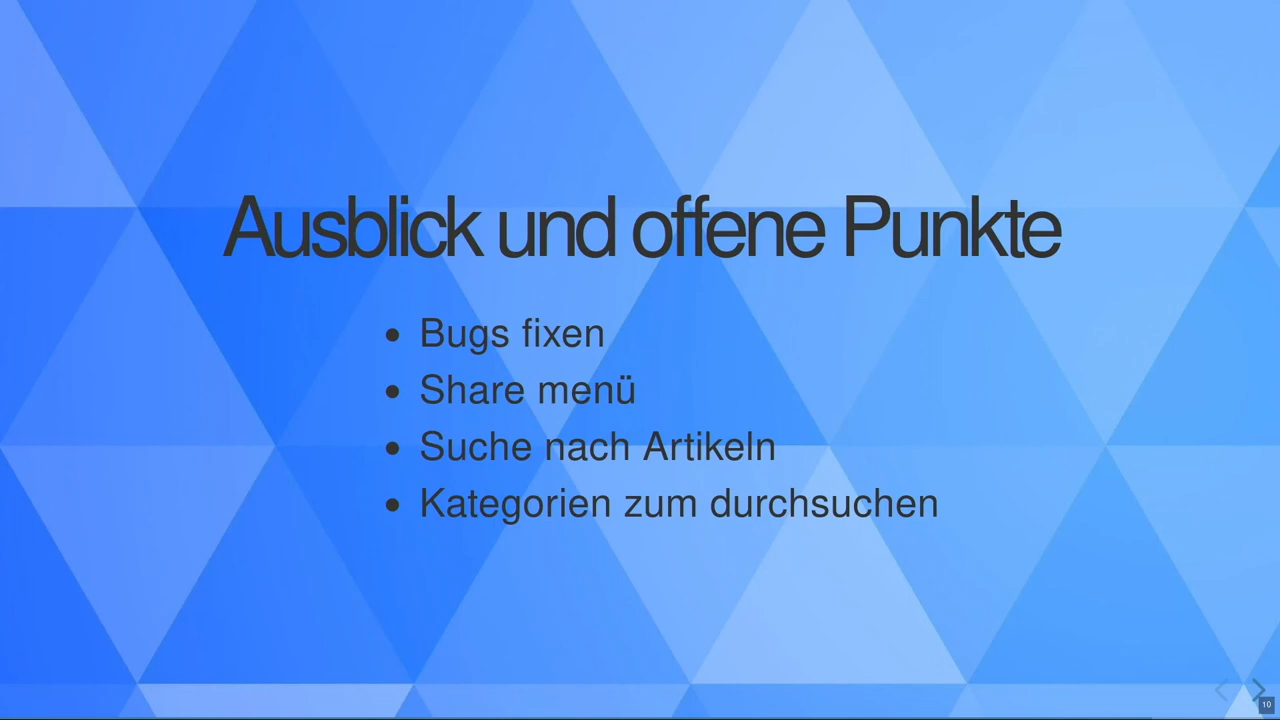 Ausblick und offene Punkte
Bugs fixen
Share menü
Suche nach Artikeln
Kategorien zum durchsuchen
10